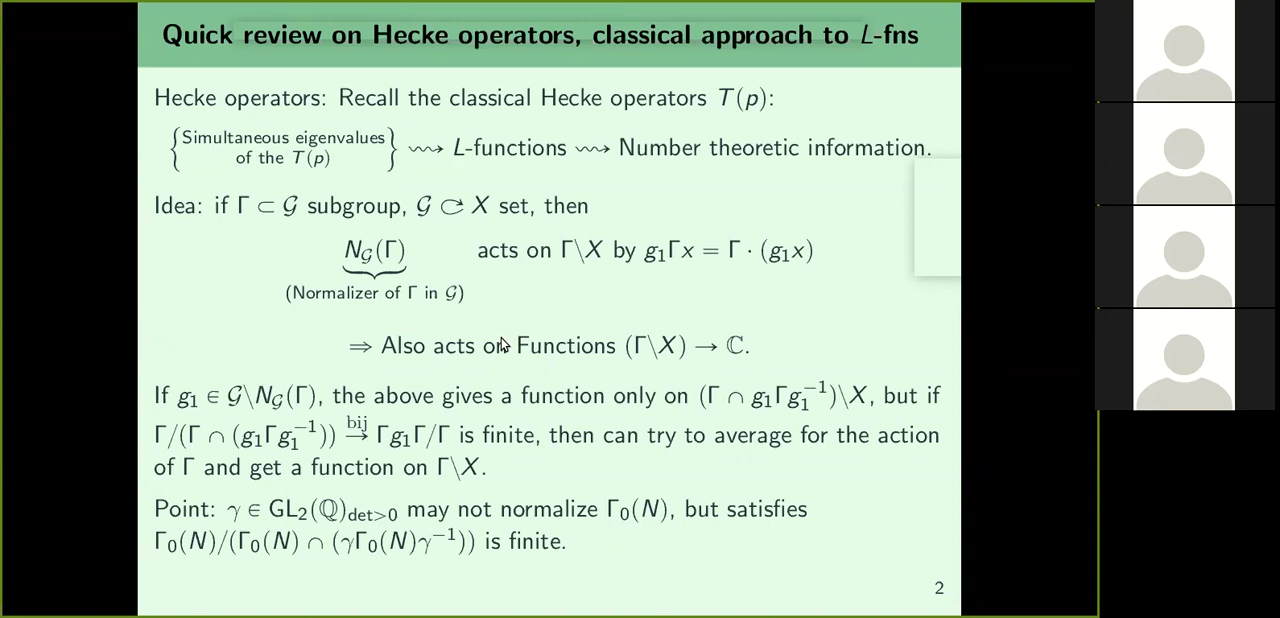 Quick review on Hecke operators, classical approach to L-fns
Hecke operators: Recall the classical Hecke operators T(p):
{Simultaneous eigenvalues of the T(p)} ⇝ L-functions ⇝ Number theoretic information.
Idea: if Γ ⊂ 𝒢 subgroup, 𝒢 ⟳ X set, then
N_𝒢(Γ) acts on Γ\X by g₁Γx = Γ · (g₁x)
(Normalizer of Γ in 𝒢)
⇒ Also acts on Functions (Γ\X) → ℂ.
If g₁ ∈ 𝒢\N_𝒢(Γ), the above gives a function only on (Γ ∩ g₁Γg₁⁻¹)\X, but if
Γ/(Γ ∩ (g₁Γg₁⁻¹)) →^bij Γg₁Γ/Γ is finite, then can try to average for the action
of Γ and get a function on Γ\X.
Point: γ ∈ GL₂(ℚ)_det>0 may not normalize Γ₀(N), but satisfies
Γ₀(N)/(Γ₀(N) ∩ (γΓ₀(N)γ⁻¹)) is finite.
2